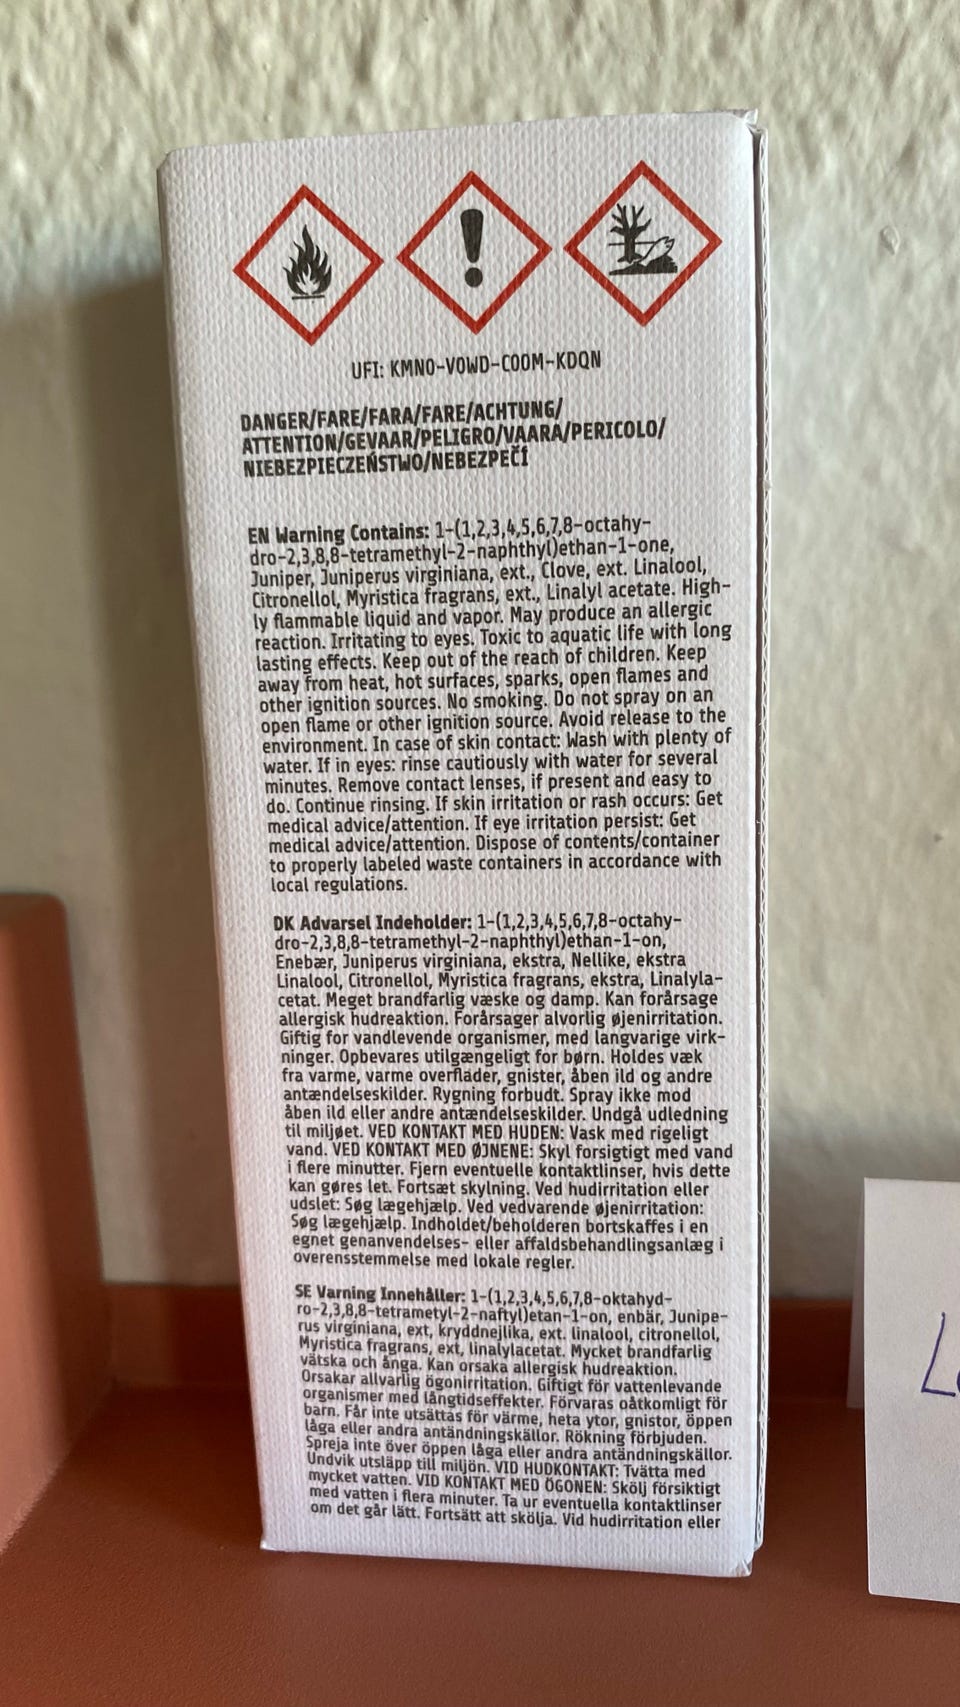 UFI: KMN0-V0WD-C00M-KDQN
DANGER/FARE/FARA/FARE/ACHTUNG/
ATTENTION/GEVAAR/PELIGRO/VAARA/PERICOLO/
NIEBEZPIECZEŃSTWO/NEBEZPEČÍ
EN Warning Contains: 1-(1,2,3,4,5,6,7,8-octahy-
dro-2,3,8,8-tetramethyl-2-naphthyl)ethan-1-one,
Juniper, Juniperus virginiana, ext., Clove, ext. Linalool,
Citronellol, Myristica fragrans, ext., Linalyl acetate. High-
ly flammable liquid and vapor. May produce an allergic
reaction. Irritating to eyes. Toxic to aquatic life with long
lasting effects. Keep out of the reach of children. Keep
away from heat, hot surfaces, sparks, open flames and
other ignition sources. No smoking. Do not spray on an
open flame or other ignition source. Avoid release to the
environment. In case of skin contact: Wash with plenty of
water. If in eyes: rinse cautiously with water for several
minutes. Remove contact lenses, if present and easy to
do. Continue rinsing. If skin irritation or rash occurs: Get
medical advice/attention. If eye irritation persist: Get
medical advice/attention. Dispose of contents/container
to properly labeled waste containers in accordance with
local regulations.
DK Advarsel Indeholder: 1-(1,2,3,4,5,6,7,8-octahy-
dro-2,3,8,8-tetramethyl-2-naphthyl)ethan-1-on,
Enebær, Juniperus virginiana, ekstra, Nellike, ekstra
Linalool, Citronellol, Myristica fragrans, ekstra, Linalyla-
cetat. Meget brandfarlig væske og damp. Kan forårsage
allergisk hudreaktion. Forårsager alvorlig øjenirritation.
Giftig for vandlevende organismer, med langvarige virk-
ninger. Opbevares utilgængeligt for børn. Holdes væk
fra varme, varme overflader, gnister, åben ild og andre
antændelseskilder. Rygning forbudt. Spray ikke mod
åben ild eller andre antændelseskilder. Undgå udledning
til miljøet. VED KONTAKT MED HUDEN: Vask med rigeligt
vand. VED KONTAKT MED ØJNENE: Skyl forsigtigt med vand
i flere minutter. Fjern eventuelle kontaktlinser, hvis dette
kan gøres let. Fortsæt skylning. Ved hudirritation eller
udslet: Søg lægehjælp. Ved vedvarende øjenirritation:
Søg lægehjælp. Indholdet/beholderen bortskaffes i en
egnet genanvendelses- eller affaldsbehandlingsanlæg i
overensstemmelse med lokale regler.
SE Varning Innehåller: 1-(1,2,3,4,5,6,7,8-oktahyd-
ro-2,3,8,8-tetrametyl-2-naftyl)etan-1-on, enbär, Junipe-
rus virginiana, ext, kryddnejlika, ext. linalool, citronellol,
Myristica fragrans, ext, linalylacetat. Mycket brandfarlig
vätska och ånga. Kan orsaka allergisk hudreaktion.
Orsakar allvarlig ögonirritation. Giftigt för vattenlevande
organismer med långtidseffekter. Förvaras oåtkomligt för
barn. Får inte utsättas för värme, heta ytor, gnistor, öppen
låga eller andra antändningskällor. Rökning förbjuden.
Spreja inte över öppen låga eller andra antändningskällor.
Undvik utsläpp till miljön. VID HUDKONTAKT: Tvätta med
mycket vatten. VID KONTAKT MED ÖGONEN: Skölj försiktigt
med vatten i flera minuter. Ta ur eventuella kontaktlinser
om det går lätt. Fortsätt att skölja. Vid hudirritation eller